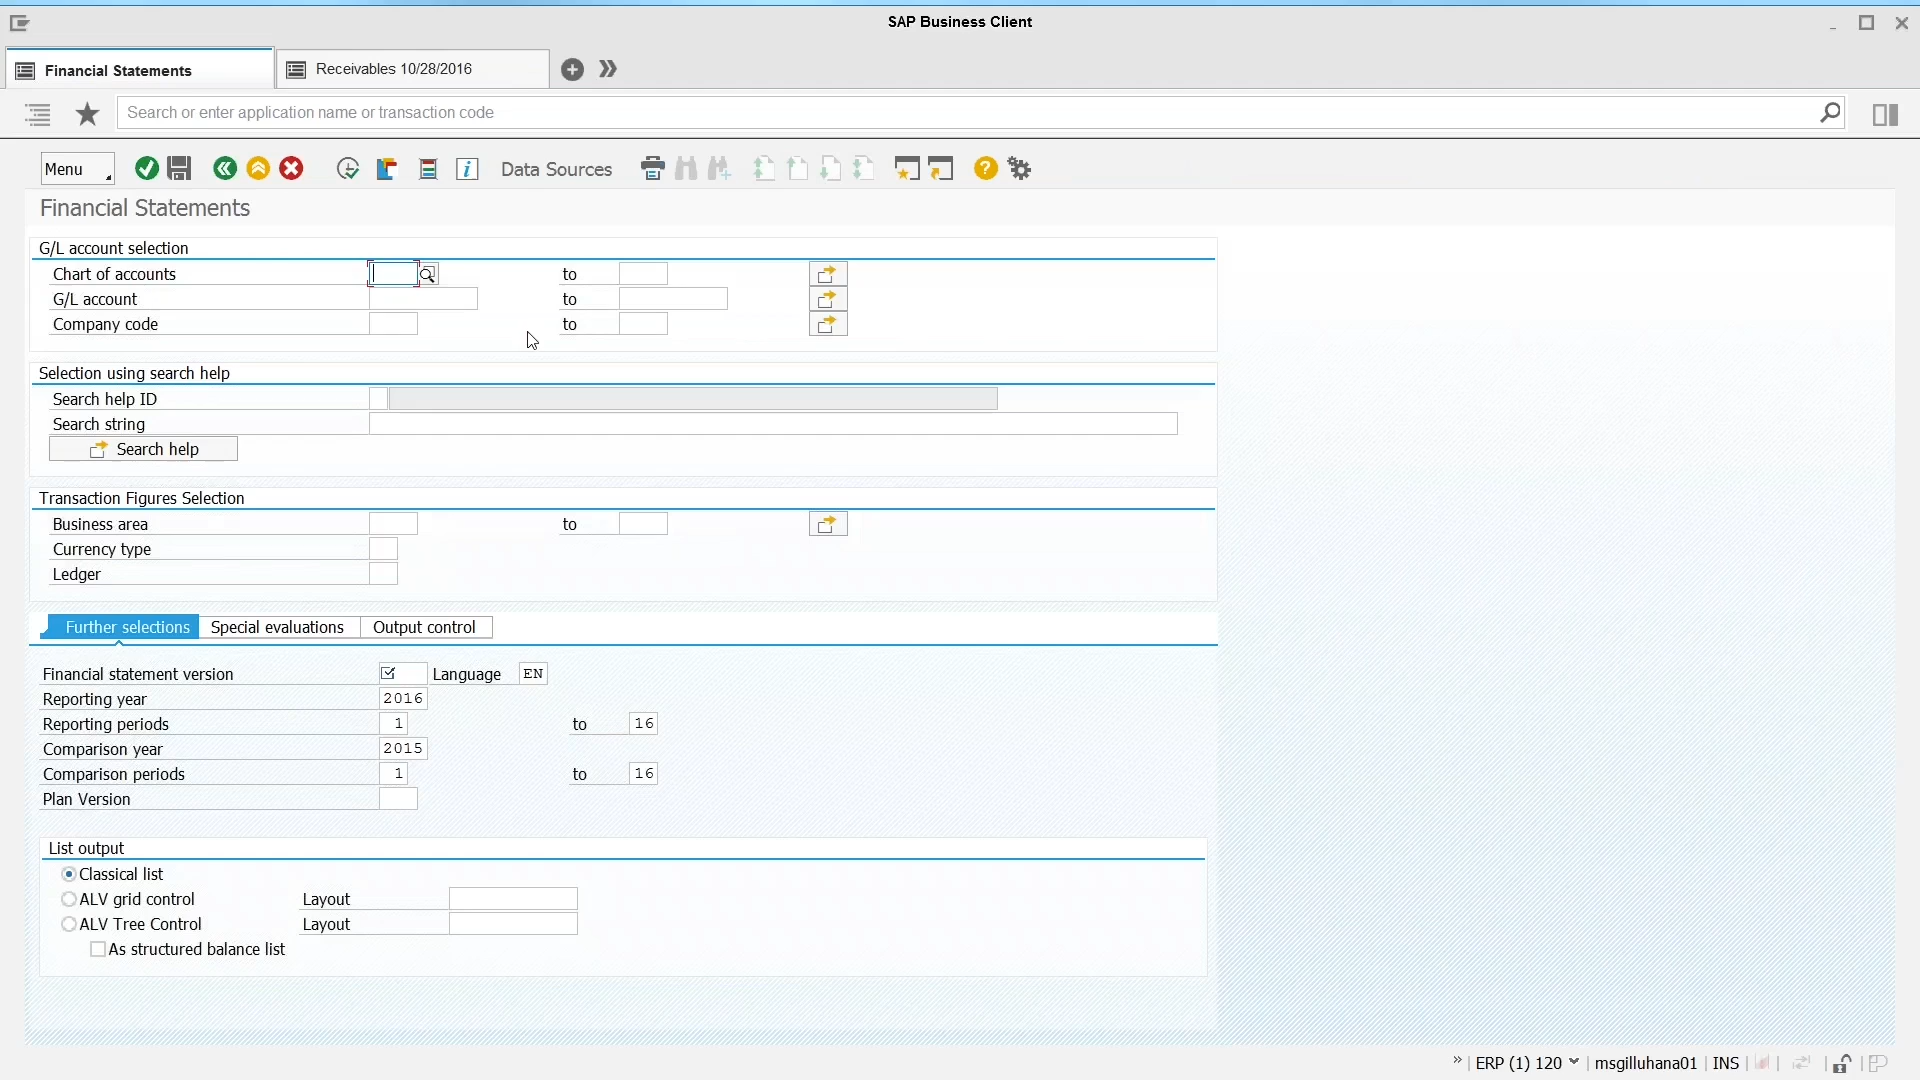 SAP Business Client
Financial Statements
Receivables 10/28/2016
Search or enter application name or transaction code
Menu
Data Sources
Financial Statements
G/L account selection
Chart of accounts to
G/L account to
Company code to
Selection using search help
Search help ID
Search string
Search help
Transaction Figures Selection
Business area to
Currency type
Ledger
Further selections Special evaluations Output control
Financial statement version Language EN
Reporting year 2016
Reporting periods 1 to 16
Comparison year 2015
Comparison periods 1 to 16
Plan Version
List output
Classical list
ALV grid control Layout
ALV Tree Control Layout
As structured balance list
ERP (1) 120 msgilluhana01 INS